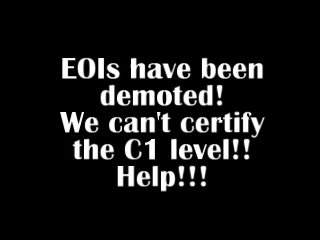 EOIs have been
demoted!
We can't certify
the C1 level!!
Help!!!